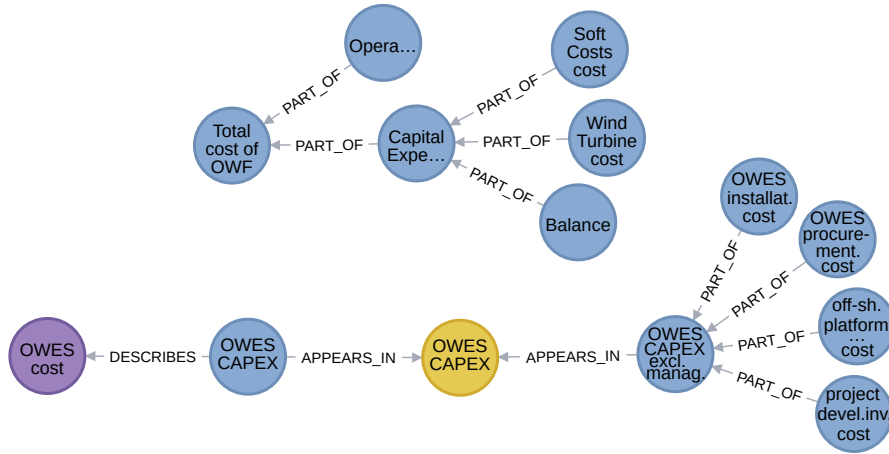 Opera…
PART_OF
Soft
Costs
cost
PART_OF
Total
cost of
OWF
PART_OF
Capital
Expe…
PART_OF
Wind
Turbine
cost
PART_OF
Balance
OWES
installat.
cost
PART_OF
OWES
procure-
ment.
cost
PART_OF
off-sh.
platform
…
cost
PART_OF
OWES
cost
DESCRIBES
OWES
CAPEX
APPEARS_IN
OWES
CAPEX
APPEARS_IN
OWES
CAPEX
excl.
manag.
PART_OF
project
devel.inv.
cost